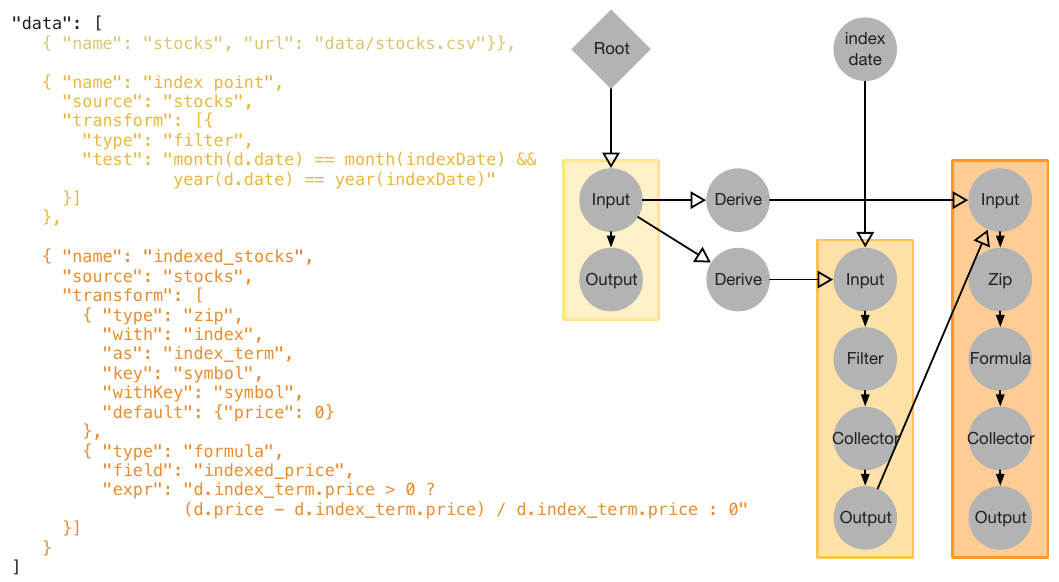 "data": [
{ "name": "stocks", "url": "data/stocks.csv"}},
{ "name": "index point",
"source": "stocks",
"transform": [{
"type": "filter",
"test": "month(d.date) == month(indexDate) &&
year(d.date) == year(indexDate)"
}]
},
{ "name": "indexed_stocks",
"source": "stocks",
"transform": [
{ "type": "zip",
"with": "index",
"as": "index_term",
"key": "symbol",
"withKey": "symbol",
"default": {"price": 0}
},
{ "type": "formula",
"field": "indexed_price",
"expr": "d.index_term.price > 0 ?
(d.price - d.index_term.price) / d.index_term.price : 0"
}]
}
]
Root
index
date
Input
Output
Derive
Derive
Input
Filter
Collector
Output
Input
Zip
Formula
Collector
Output